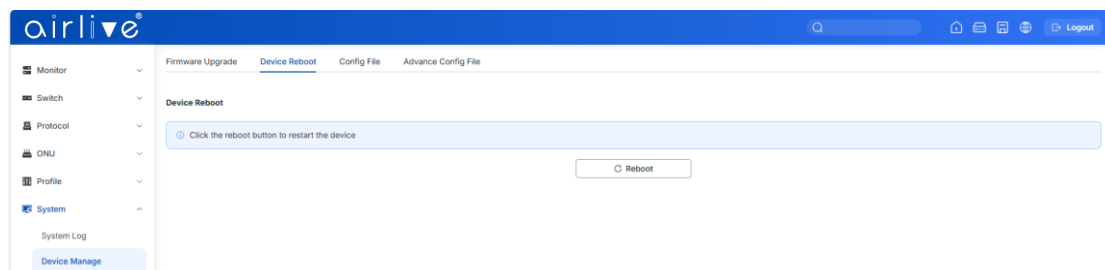 airlive®
Logout
Monitor
Switch
Protocol
ONU
Profile
System
System Log
Device Manage
Firmware Upgrade Device Reboot Config File Advance Config File
Device Reboot
Click the reboot button to restart the device
Reboot